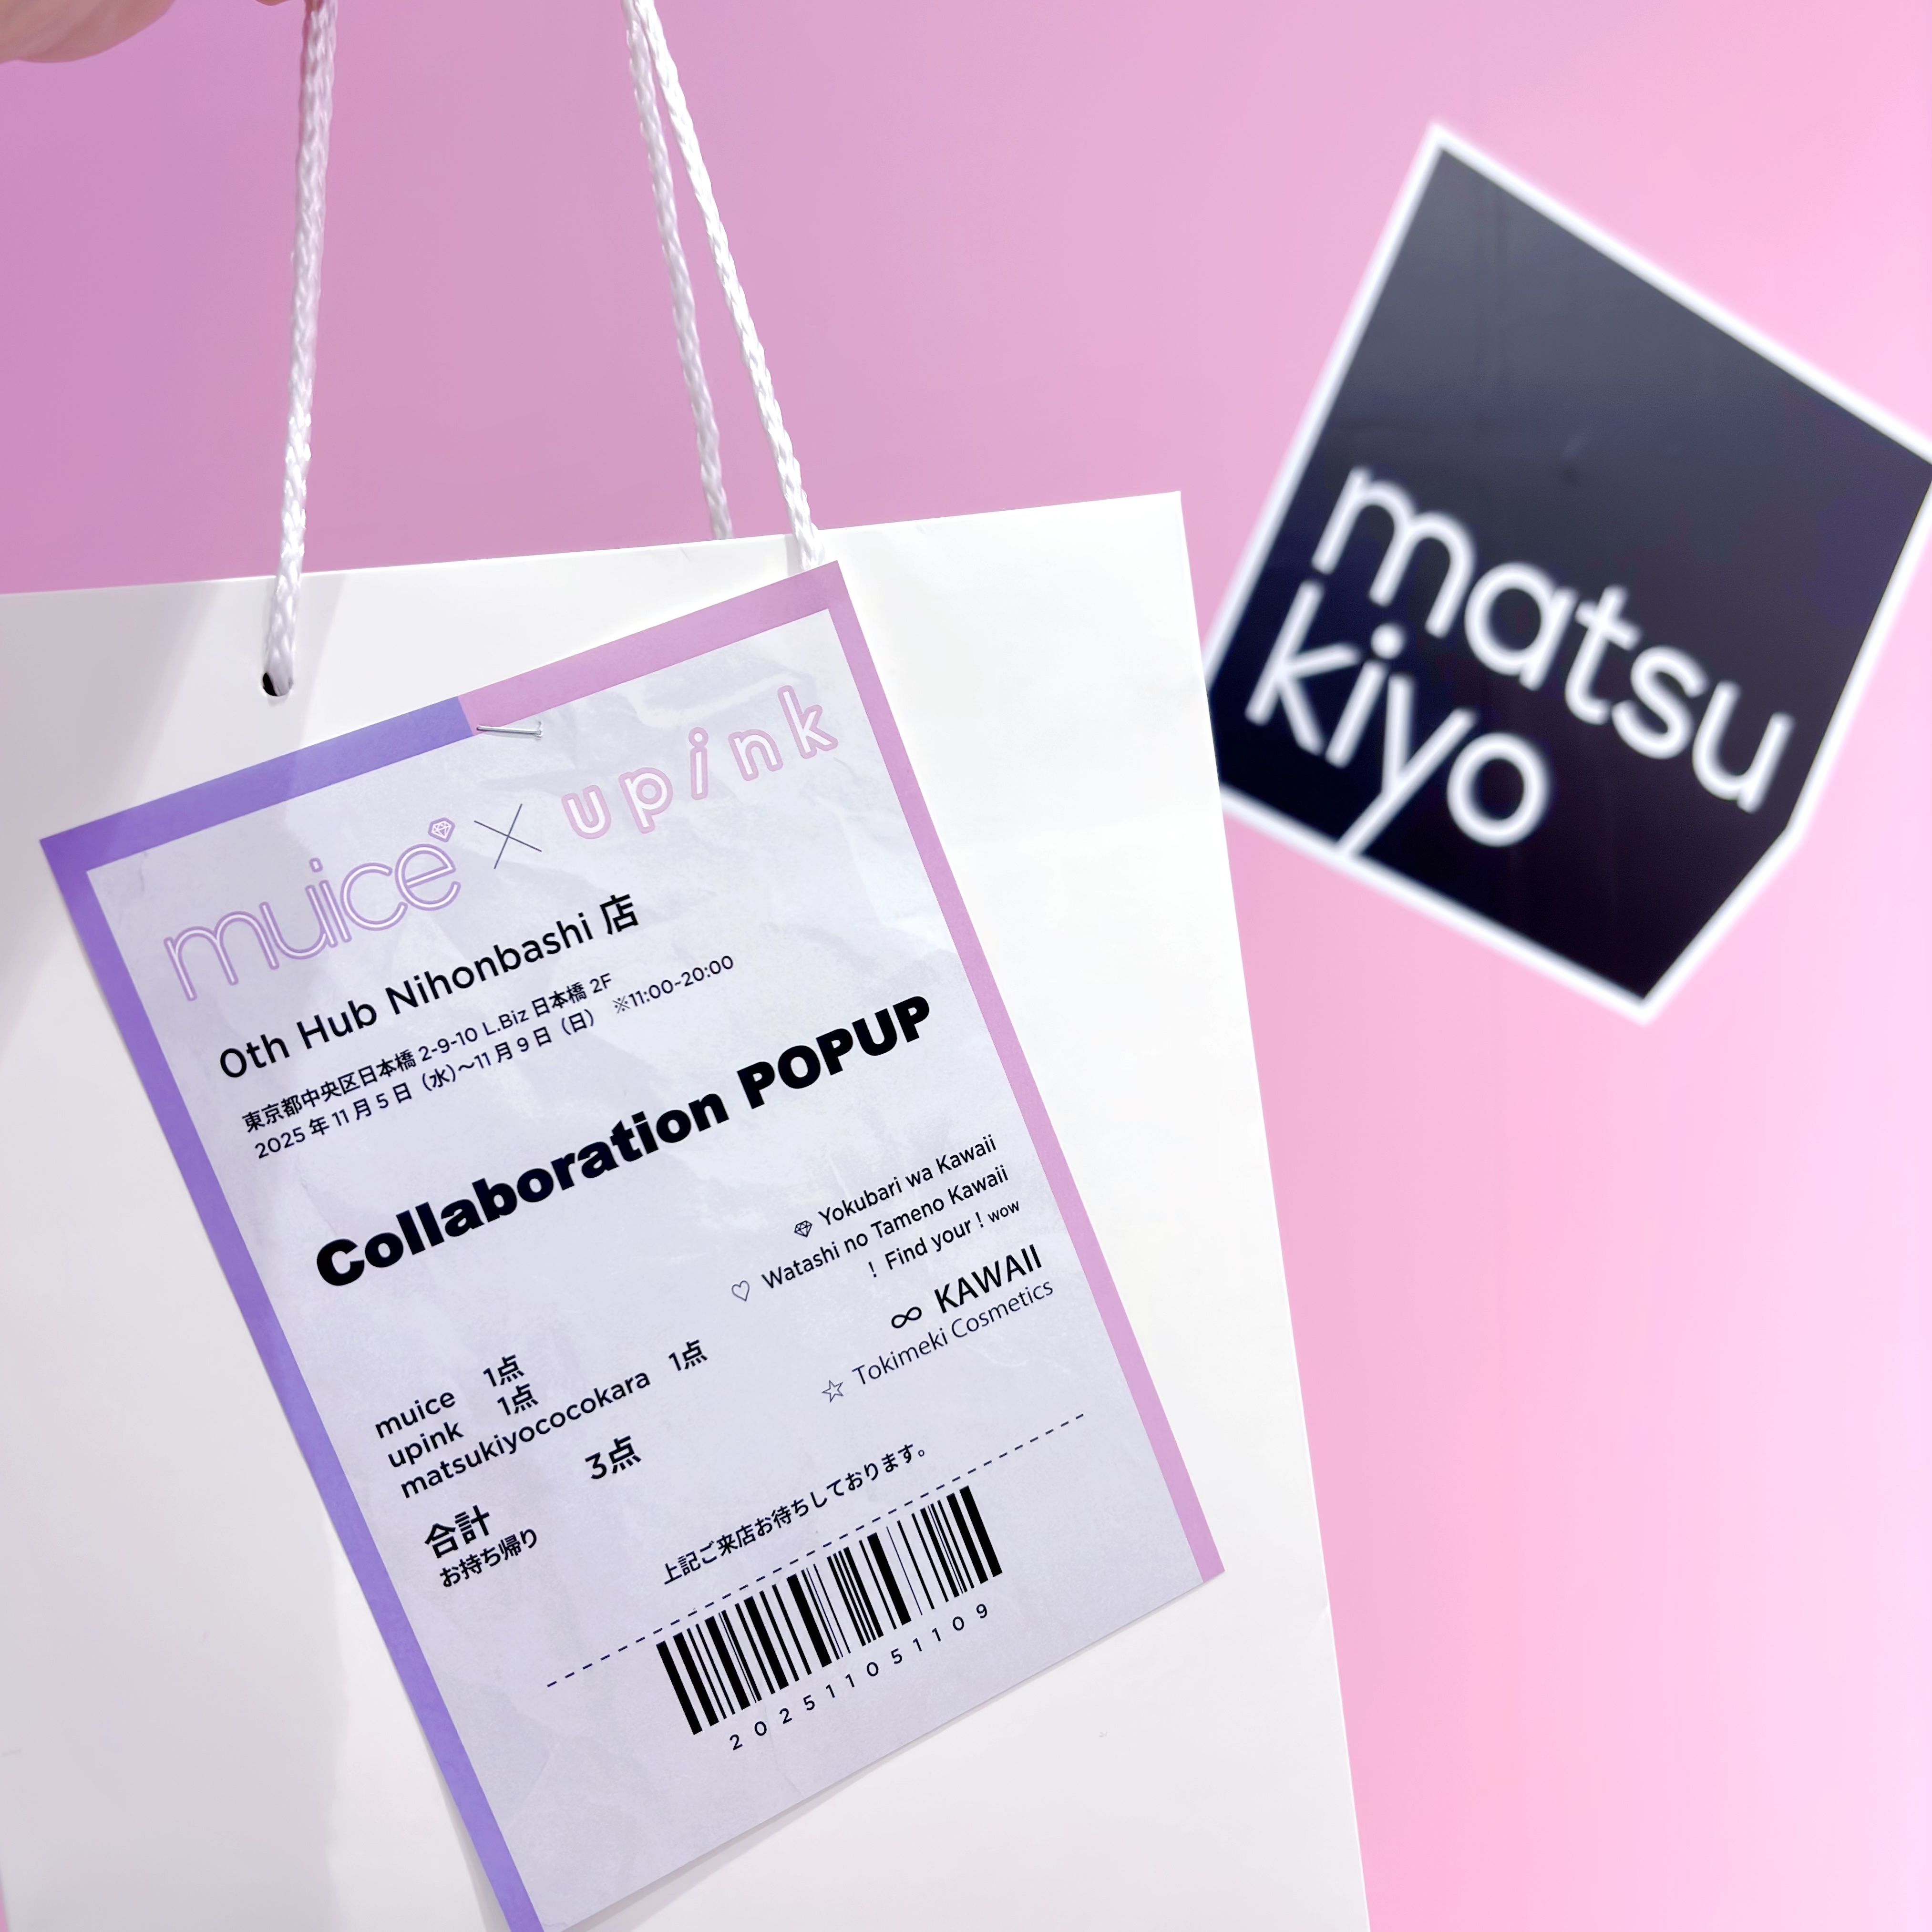 matsu
kiyo
muice × upink
0th Hub Nihonbashi 店
東京都中央区日本橋 2-9-10 L.Biz 日本橋 2F
2025 年 11 月 5 日（水）〜11 月 9 日（日） ※11:00-20:00
Collaboration POPUP
Yokubari wa Kawaii
♡ Watashi no Tameno Kawaii
! Find your ! wow
∞ KAWAII
☆ Tokimeki Cosmetics
muice 1点
upink 1点
matsukiyococokara 1点
合計 3点
お持ち帰り
上記ご来店お待ちしております。
202511051109